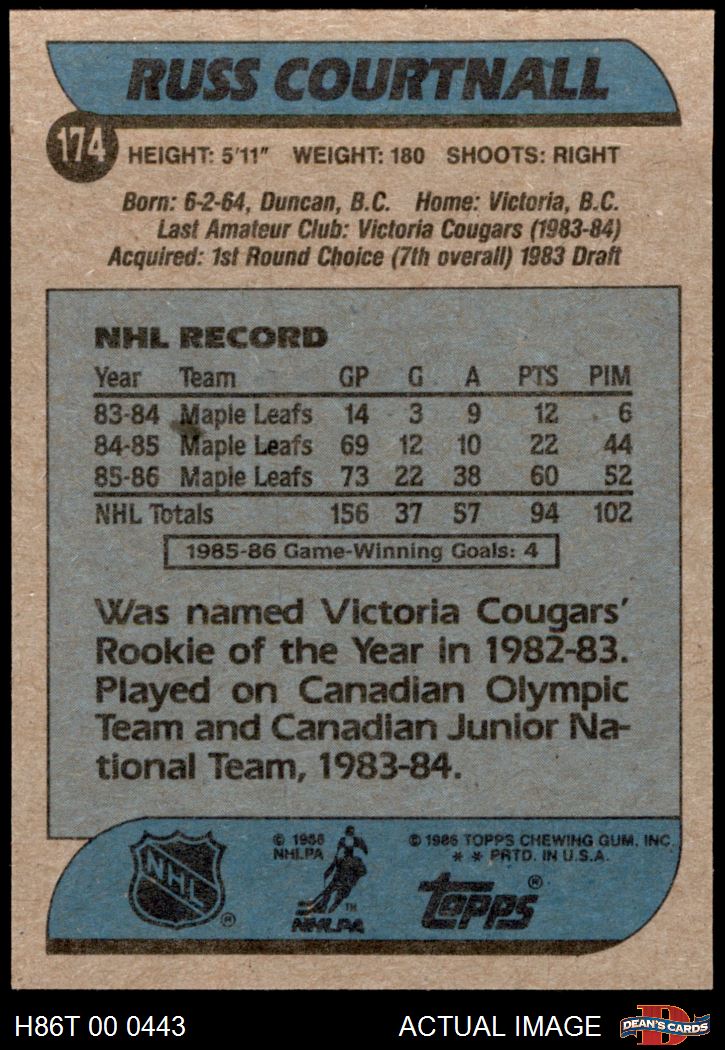 RUSS COURTNALL
174
HEIGHT: 5'11" WEIGHT: 180 SHOOTS: RIGHT
Born: 6-2-64, Duncan, B.C. Home: Victoria, B.C.
Last Amateur Club: Victoria Cougars (1983-84)
Acquired: 1st Round Choice (7th overall) 1983 Draft
NHL RECORD
Year Team GP G A PTS PIM
83-84 Maple Leafs 14 3 9 12 6
84-85 Maple Leafs 69 12 10 22 44
85-86 Maple Leafs 73 22 38 60 52
NHL Totals 156 37 57 94 102
1985-86 Game-Winning Goals: 4
Was named Victoria Cougars'
Rookie of the Year in 1982-83.
Played on Canadian Olympic
Team and Canadian Junior Na-
tional Team, 1983-84.
NHL ®
© 1986
NHLPA
TM
NHLPA
© 1986 TOPPS CHEWING GUM, INC.
* * PRTD. IN U.S.A.
topps ®
H86T 00 0443 ACTUAL IMAGE
D
DEAN'S CARDS